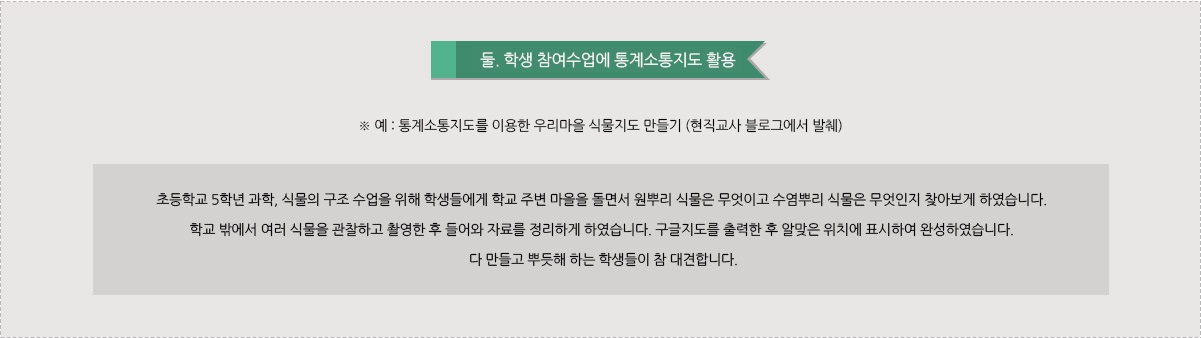 둘. 학생 참여수업에 통계소통지도 활용
※ 예 : 통계소통지도를 이용한 우리마을 식물지도 만들기 (현직교사 블로그에서 발췌)
초등학교 5학년 과학, 식물의 구조 수업을 위해 학생들에게 학교 주변 마을을 돌면서 원뿌리 식물은 무엇이고 수염뿌리 식물은 무엇인지 찾아보게 하였습니다.
학교 밖에서 여러 식물을 관찰하고 촬영한 후 들어와 자료를 정리하게 하였습니다. 구글지도를 출력한 후 알맞은 위치에 표시하여 완성하였습니다.
다 만들고 뿌듯해 하는 학생들이 참 대견합니다.